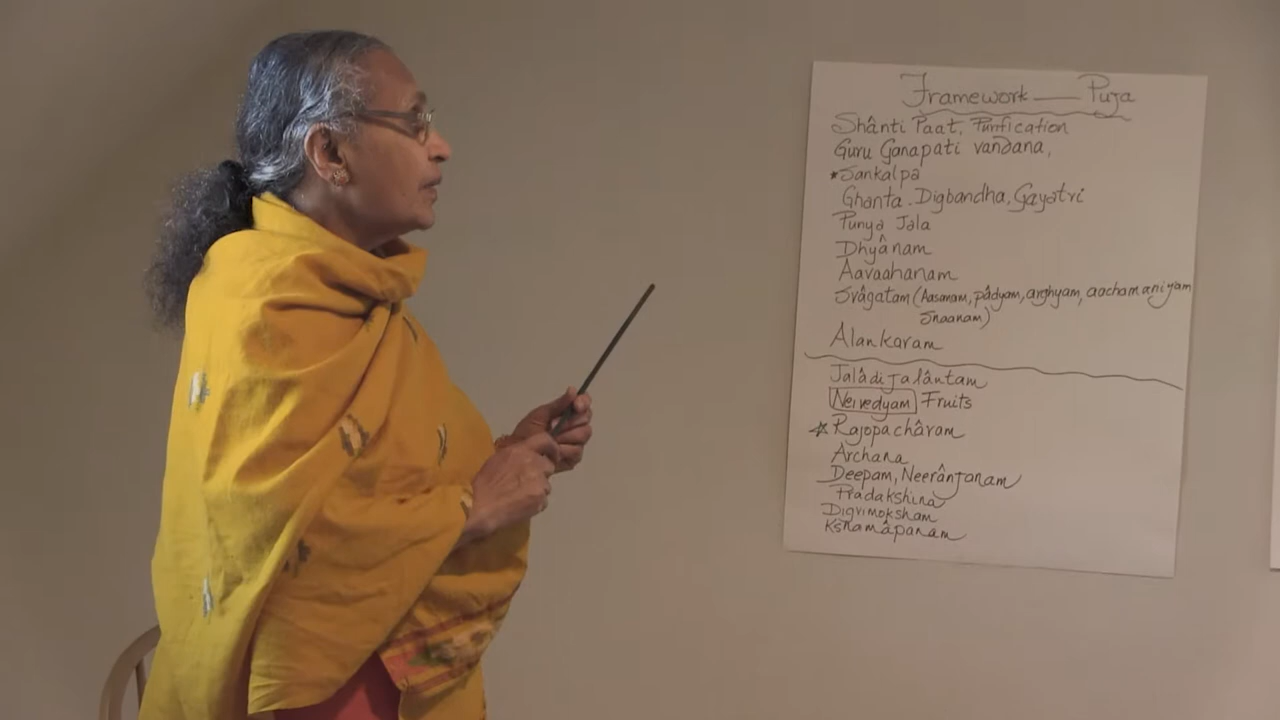 Framework — Puja
Shânti Paat, Purification
Guru Ganapati vandana,
*Sankalpa
Ghanta. Digbandha, Gayatri
Punya Jala
Dhyânam
Aavaahanam
Svâgatam (Aasanam, pâdyam, arghyam, aachamaniyam
Snaanam)
Alankaram
Jalâdi jalântam
Neivedyam Fruits
☆ Rajopachâram
Archana
Deepam, Neerânjanam
Pradakshina
Digvimoksham
Kshamâpanam